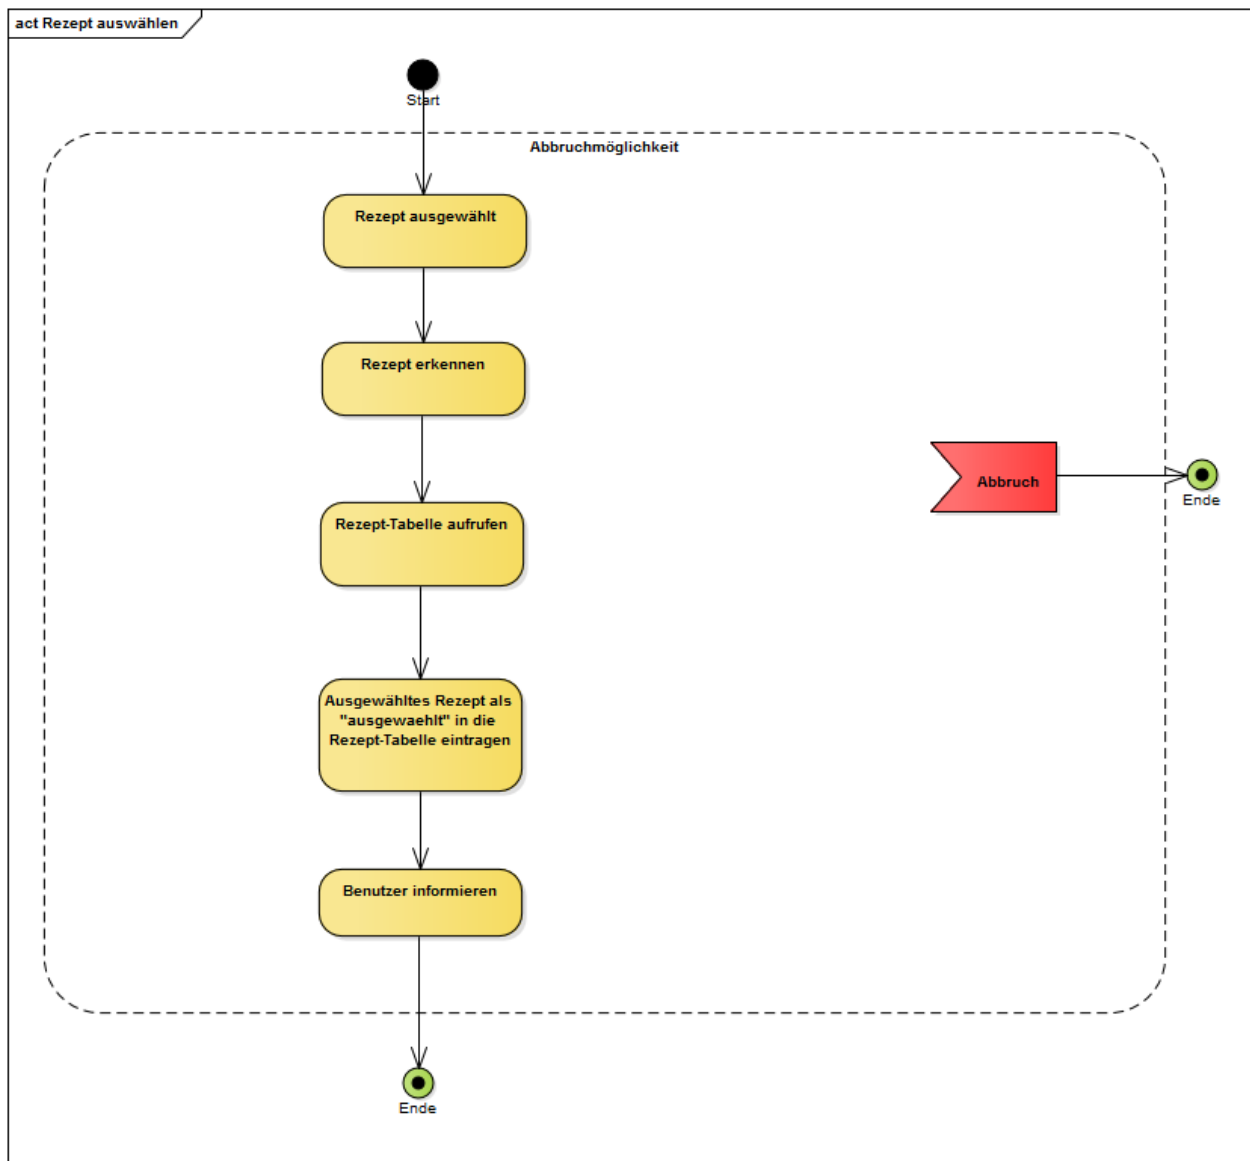 act Rezept auswählen
Start
Abbruchmöglichkeit
Rezept ausgewählt
Rezept erkennen
Abbruch
Ende
Rezept-Tabelle aufrufen
Ausgewähltes Rezept als
"ausgewaehlt" in die
Rezept-Tabelle eintragen
Benutzer informieren
Ende